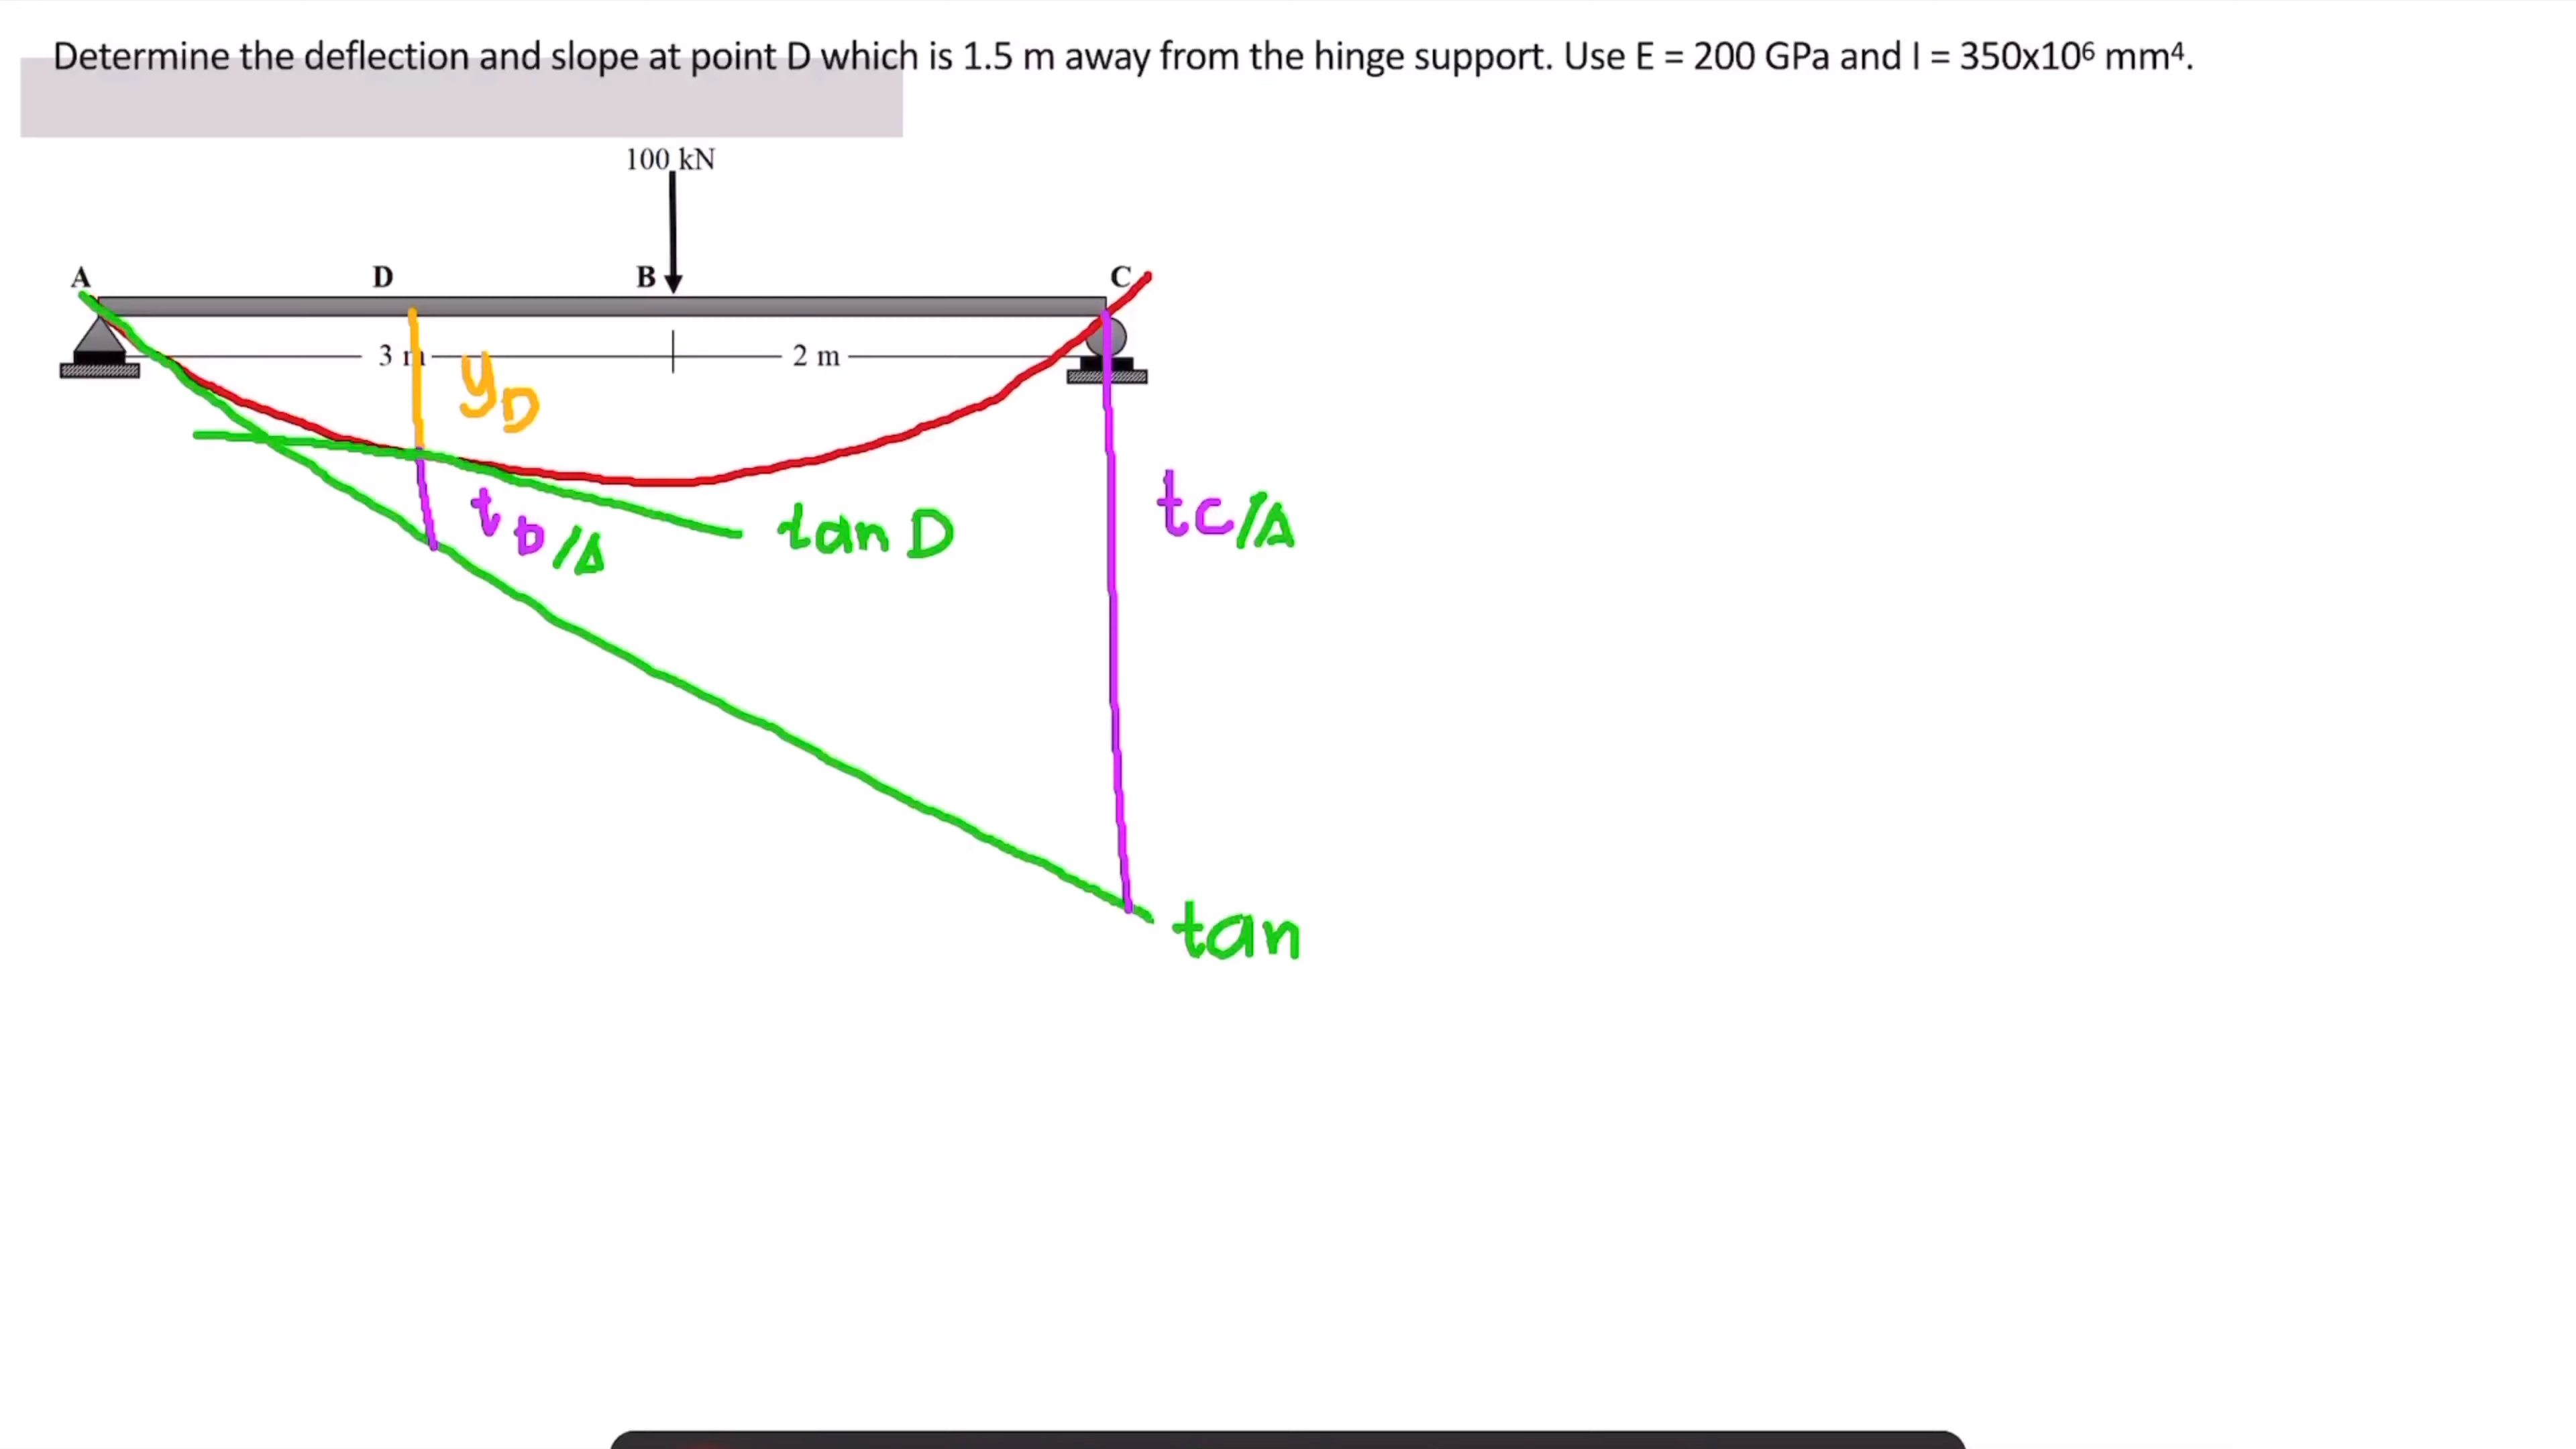 Determine the deflection and slope at point D which is 1.5 m away from the hinge support. Use E = 200 GPa and I = 350x10⁶ mm⁴.
100 kN
A D B C
3 m 2 m
yD
tD/A tan D tC/A
tan